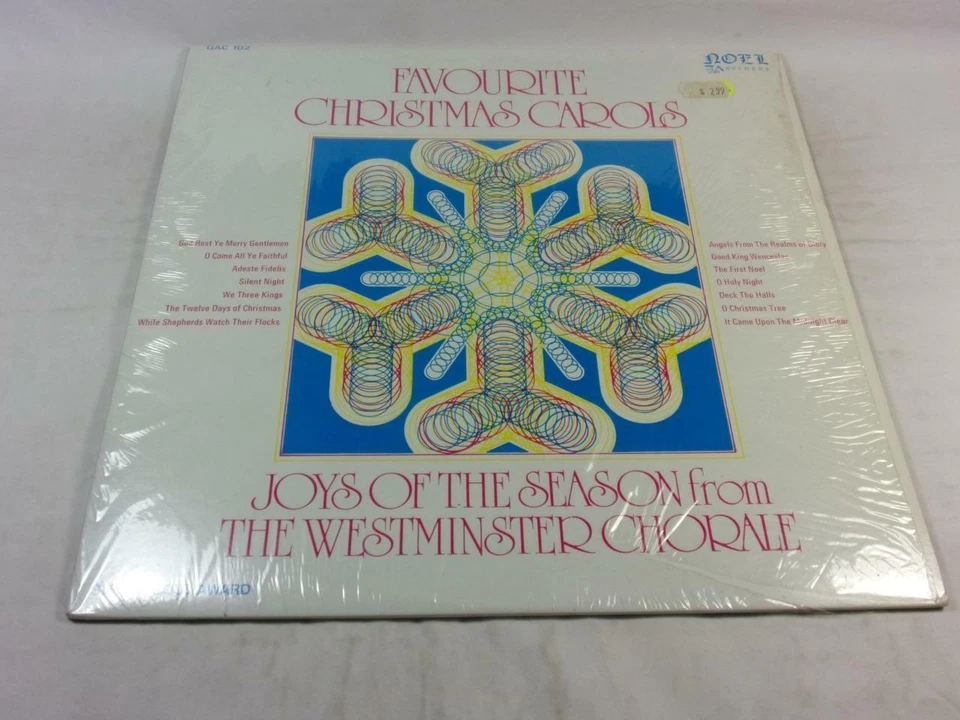 GAC 102
NOEL
RECORDS
$ 2.99
FAVOURITE
CHRISTMAS CAROLS
God Rest Ye Merry Gentlemen
O Come All Ye Faithful
Adeste Fidelis
Silent Night
We Three Kings
The Twelve Days of Christmas
While Shepherds Watch Their Flocks
Angels From The Realms of Glory
Good King Wenceslas
The First Noel
O Holy Night
Deck The Halls
O Christmas Tree
It Came Upon The Midnight Clear
JOYS OF THE SEASON from
THE WESTMINSTER CHORALE
AWARD